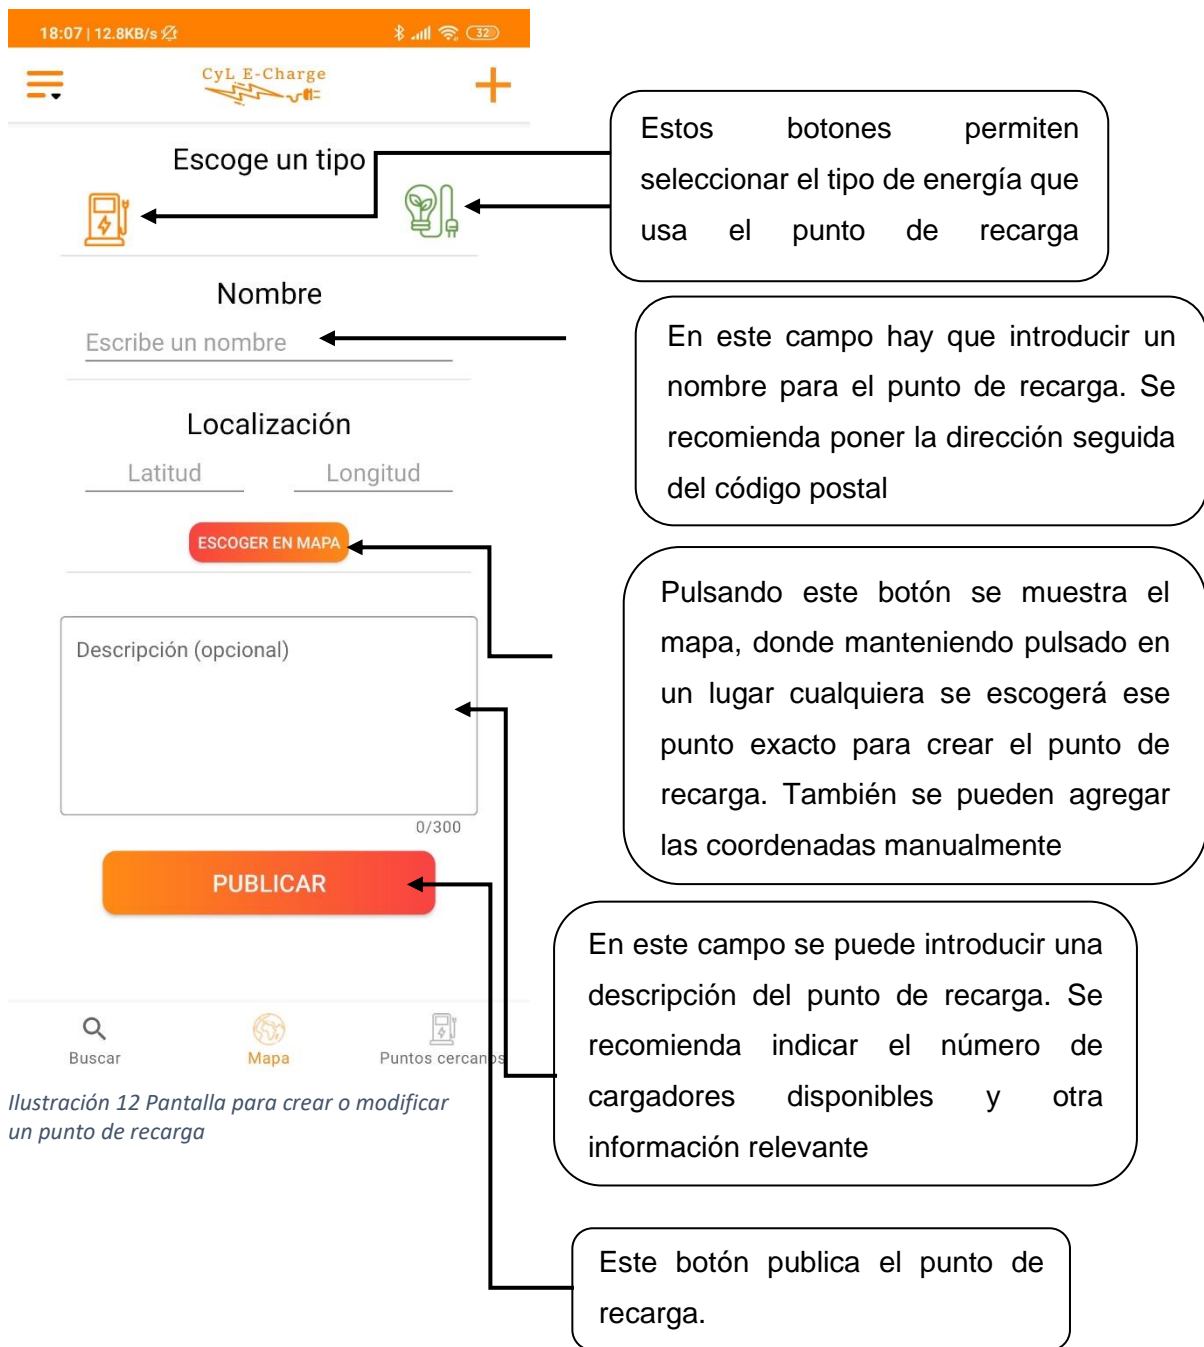 18:07 | 12.8KB/s
32
CyL E-Charge
Escoge un tipo
Nombre
Escribe un nombre
Localización
Latitud Longitud
ESCOGER EN MAPA
Descripción (opcional)
0/300
PUBLICAR
Buscar Mapa Puntos cercanos
Ilustración 12 Pantalla para crear o modificar
un punto de recarga
Estos botones permiten
seleccionar el tipo de energía que
usa el punto de recarga
En este campo hay que introducir un
nombre para el punto de recarga. Se
recomienda poner la dirección seguida
del código postal
Pulsando este botón se muestra el
mapa, donde manteniendo pulsado en
un lugar cualquiera se escogerá ese
punto exacto para crear el punto de
recarga. También se pueden agregar
las coordenadas manualmente
En este campo se puede introducir una
descripción del punto de recarga. Se
recomienda indicar el número de
cargadores disponibles y otra
información relevante
Este botón publica el punto de
recarga.